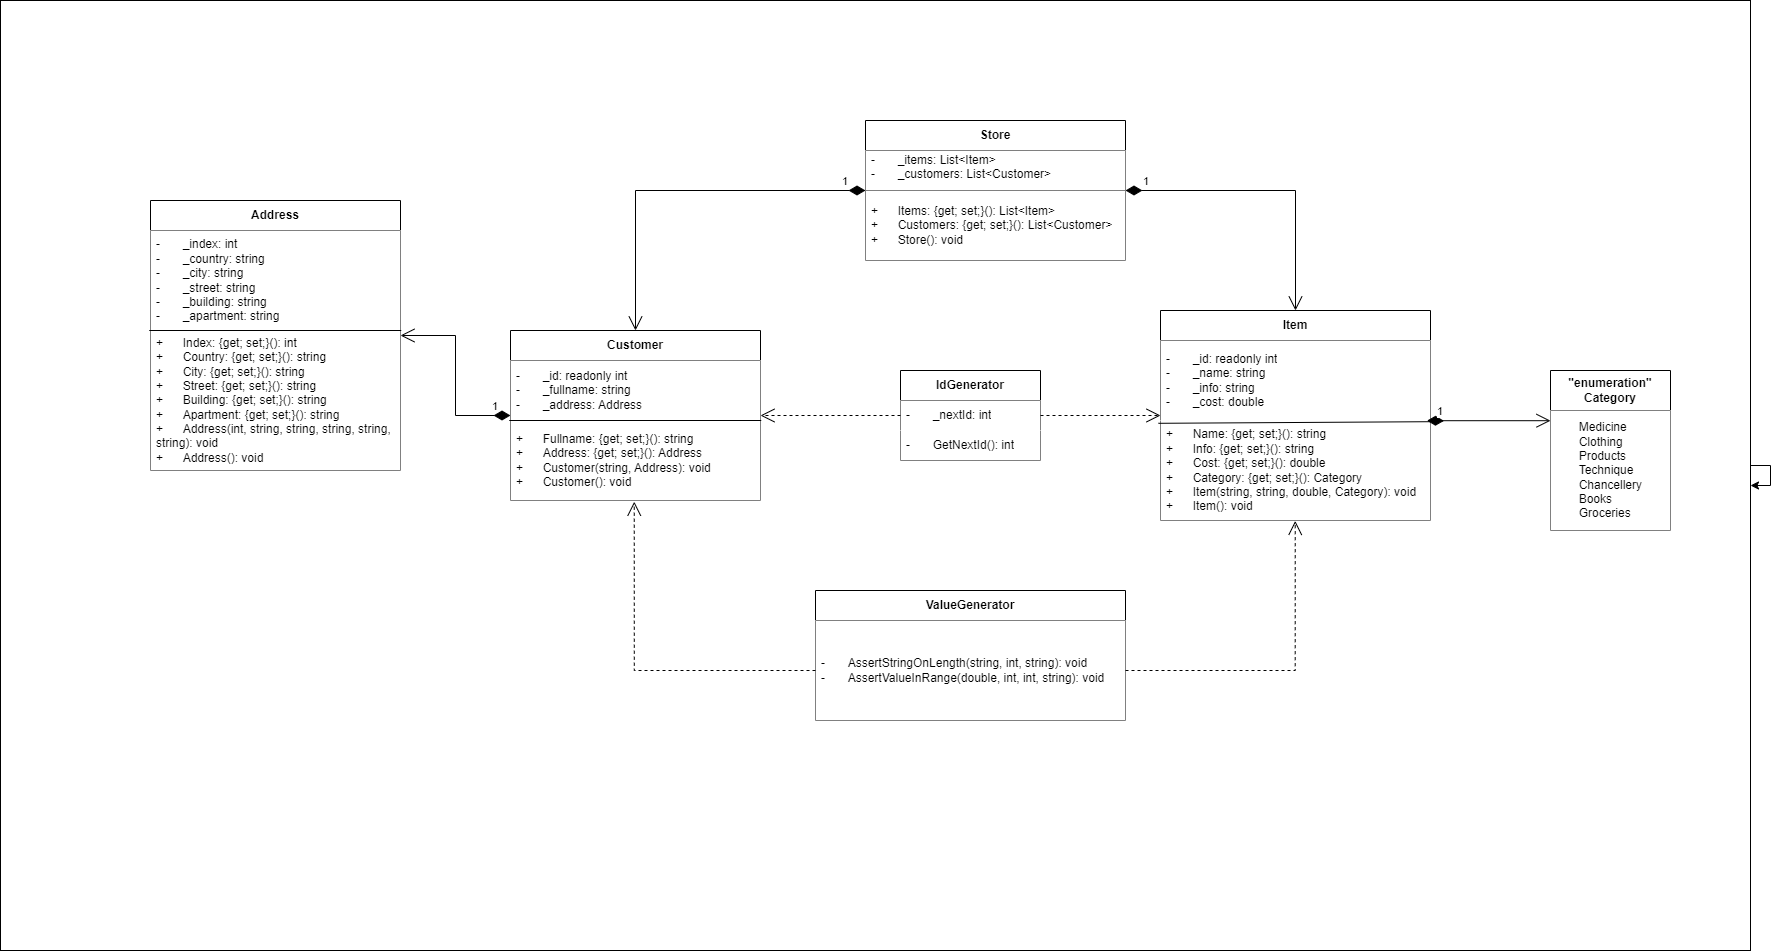 Store
- _items: List<Item>
- _customers: List<Customer>
1
1
+ Items: {get; set;}(): List<Item>
+ Customers: {get; set;}(): List<Customer>
+ Store(): void
Address
- _index: int
- _country: string
- _city: string
- _street: string
- _building: string
- _apartment: string
+ Index: {get; set;}(): int
+ Country: {get; set;}(): string
+ City: {get; set;}(): string
+ Street: {get; set;}(): string
+ Building: {get; set;}(): string
+ Apartment: {get; set;}(): string
+ Address(int, string, string, string, string,
string): void
+ Address(): void
Customer
- _id: readonly int
- _fullname: string
- _address: Address
1
+ Fullname: {get; set;}(): string
+ Address: {get; set;}(): Address
+ Customer(string, Address): void
+ Customer(): void
IdGenerator
- _nextId: int
- GetNextId(): int
Item
- _id: readonly int
- _name: string
- _info: string
- _cost: double
1
+ Name: {get; set;}(): string
+ Info: {get; set;}(): string
+ Cost: {get; set;}(): double
+ Category: {get; set;}(): Category
+ Item(string, string, double, Category): void
+ Item(): void
"enumeration"
Category
Medicine
Clothing
Products
Technique
Chancellery
Books
Groceries
ValueGenerator
- AssertStringOnLength(string, int, string): void
- AssertValueInRange(double, int, int, string): void